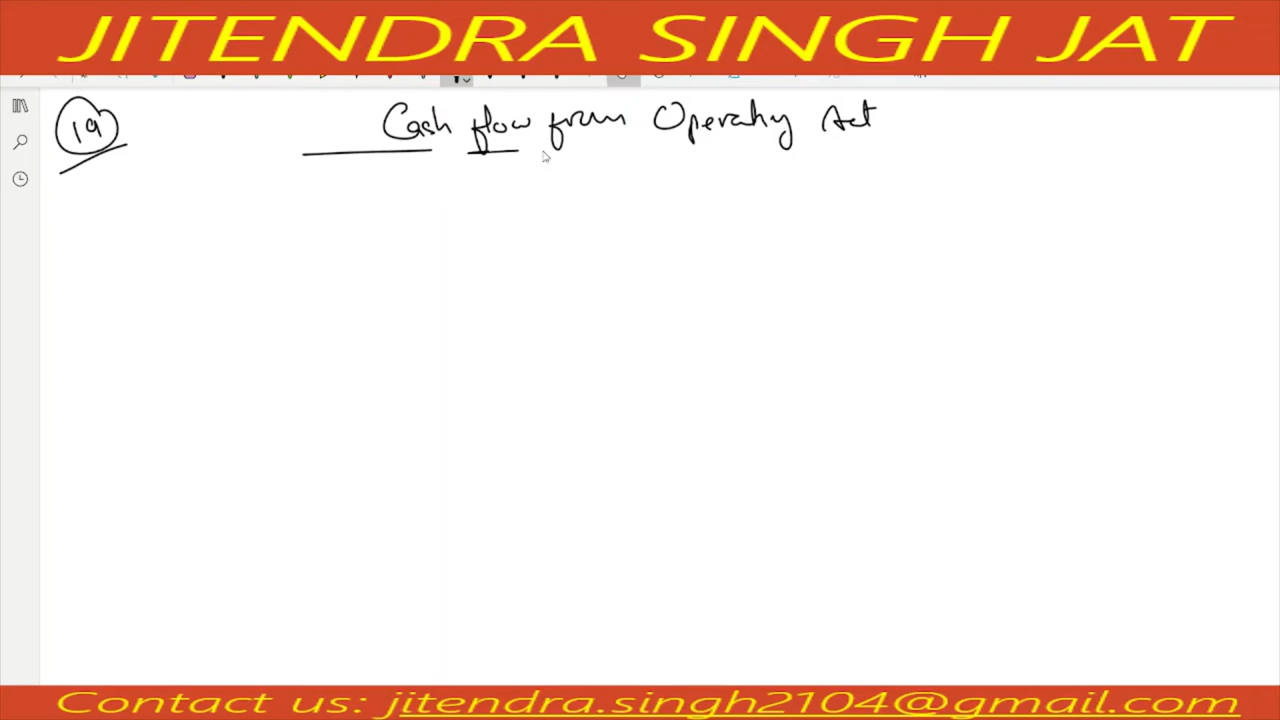 JITENDRA SINGH JAT
19 Cash flow from Operating Act
Contact us: jitendra.singh2104@gmail.com